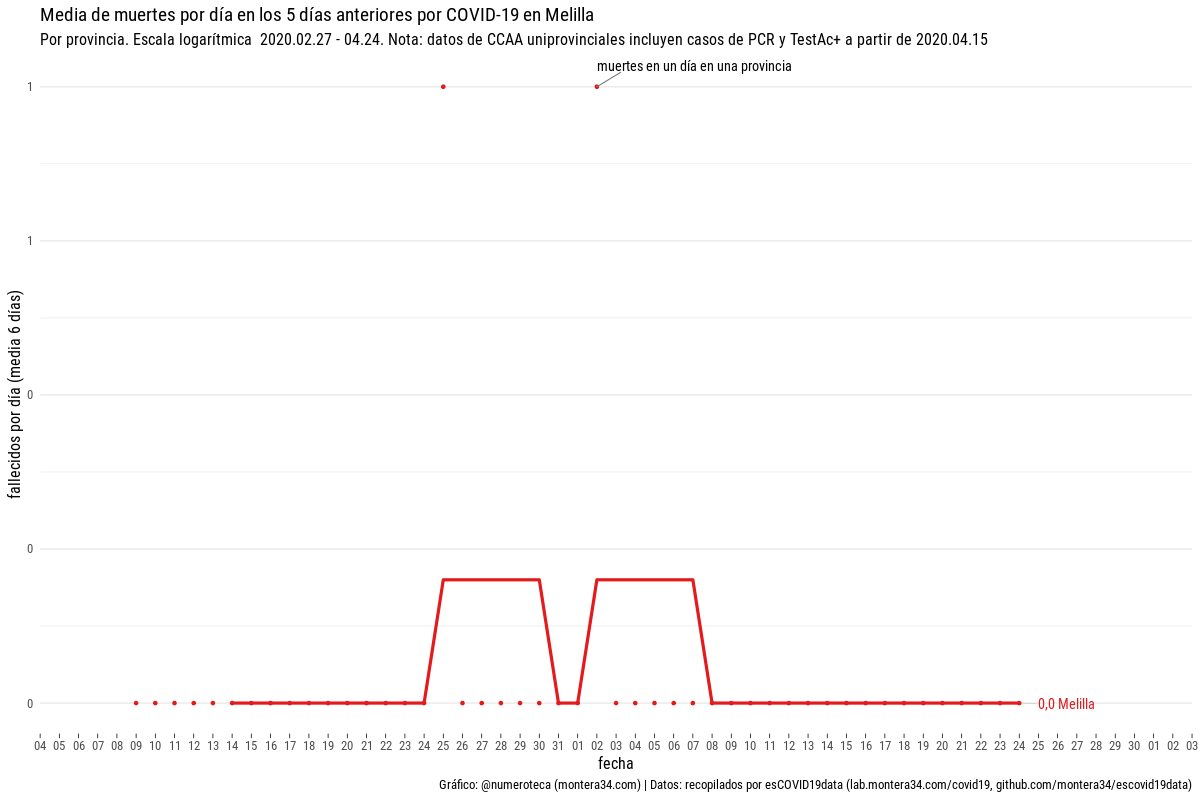 Media de muertes por día en los 5 días anteriores por COVID-19 en Melilla
Por provincia. Escala logarítmica  2020.02.27 - 04.24. Nota: datos de CCAA uniprovinciales incluyen casos de PCR y TestAc+ a partir de 2020.04.15
muertes en un día en una provincia
1
1
0
0
0
fallecidos por día (media 6 días)
0,0 Melilla
04 05 06 07 08 09 10 11 12 13 14 15 16 17 18 19 20 21 22 23 24 25 26 27 28 29 30 31 01 02 03 04 05 06 07 08 09 10 11 12 13 14 15 16 17 18 19 20 21 22 23 24 25 26 27 28 29 30 01 02 03
fecha
Gráfico: @numeroteca (montera34.com) | Datos: recopilados por esCOVID19data (lab.montera34.com/covid19, github.com/montera34/escovid19data)